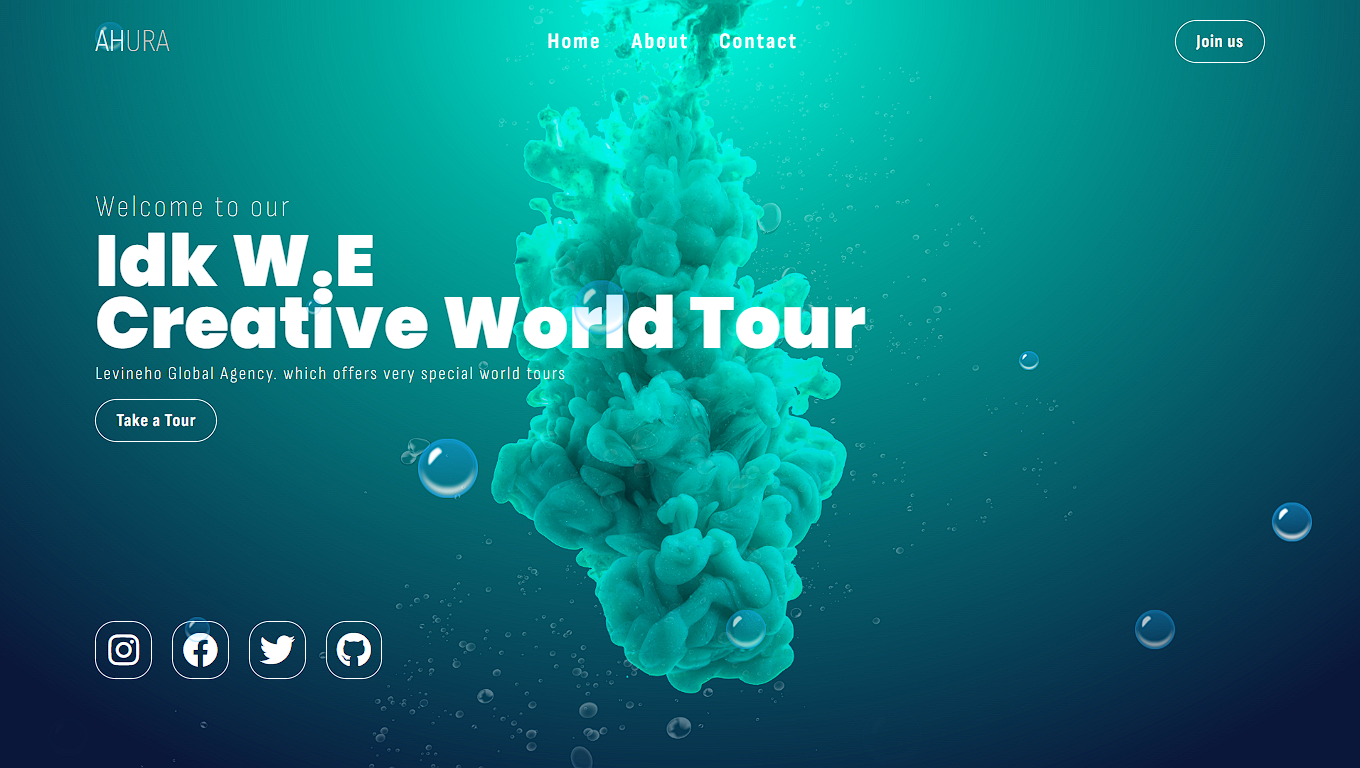 AHURA
Home About Contact
Join us
Welcome to our
Idk W.E
Creative World Tour
Levineho Global Agency. which offers very special world tours
Take a Tour